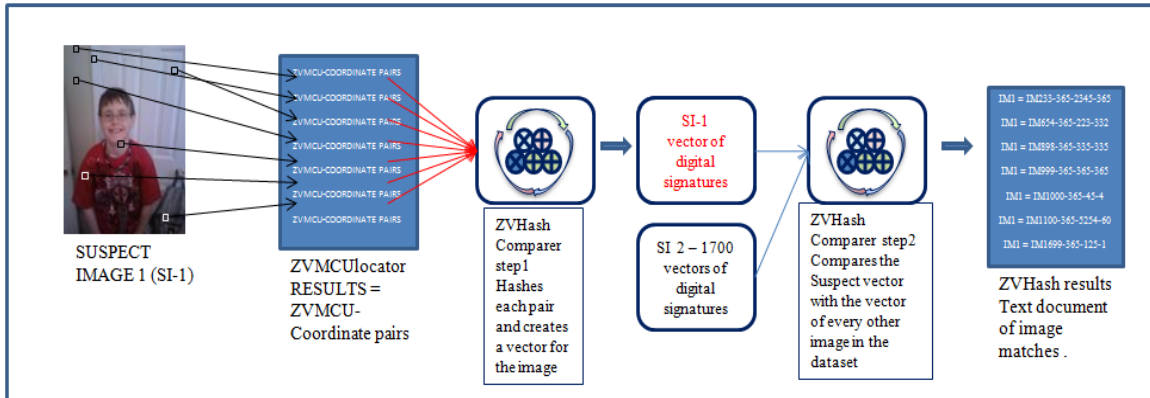 SUSPECT
IMAGE 1 (SI-1)
ZVMCU-COORDINATE PAIRS
ZVMCU-COORDINATE PAIRS
ZVMCU-COORDINATE PAIRS
ZVMCU-COORDINATE PAIRS
ZVMCU-COORDINATE PAIRS
ZVMCU-COORDINATE PAIRS
ZVMCU-COORDINATE PAIRS
ZVMCUlocator
RESULTS =
ZVMCU-
Coordinate pairs
ZVHash
Comparer
step1
Hashes
each pair
and creates
a vector for
the image
SI-1
vector of
digital
signatures
SI 2 – 1700
vectors of
digital
signatures
ZVHash
Comparer step2
Compares the
Suspect vector
with the vector
of every other
image in the
dataset
IM1 = IM233-365-2345-365
IM1 = IM654-365-223-332
IM1 = IM898-365-335-335
IM1 = IM999-365-365-365
IM1 = IM1000-365-45-4
IM1 = IM1100-365-5254-60
IM1 = IM1699-365-125-1
ZVHash results
Text document
of image
matches .